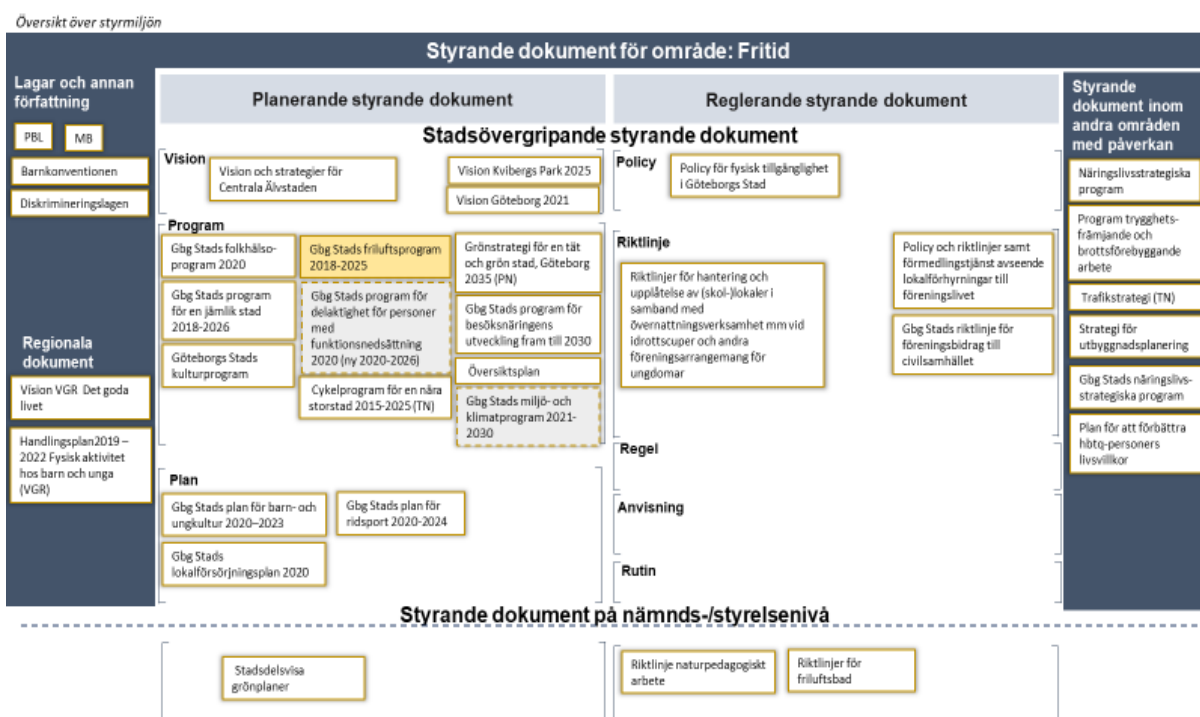 Översikt över styrmiljön
Styrande dokument för område: Fritid
Lagar och annan
författning
PBL
MB
Barnkonventionen
Diskrimineringslagen
Regionala
dokument
Vision VGR Det goda
livet
Handlingsplan2019 –
2022 Fysisk aktivitet
hos barn och unga
(VGR)
Planerande styrande dokument
Reglerande styrande dokument
Stadsövergripande styrande dokument
Vision
Vision och strategier för
Centrala Älvstaden
Vision Kvibergs Park 2025
Vision Göteborg 2021
Program
Gbg Stads folkhälso-
program 2020
Gbg Stads program
för en jämlik stad
2018-2026
Göteborgs Stads
kulturprogram
Gbg Stads friluftsprogram
2018-2025
Gbg Stads program för
delaktighet för personer
med
funktionsnedsättning
2020 (ny 2020-2026)
Cykelprogram för en nära
storstad 2015-2025 (TN)
Grönstrategi för en tät
och grön stad, Göteborg
2035 (PN)
Gbg Stads program för
besöksnäringens
utveckling fram till 2030
Översiktsplan
Gbg Stads miljö- och
klimatprogram 2021-
2030
Plan
Gbg Stads plan för barn- och
ungkultur 2020–2023
Gbg Stads plan för
ridsport 2020-2024
Gbg Stads
lokalförsörjningsplan 2020
Policy
Policy för fysisk tillgänglighet
i Göteborgs Stad
Riktlinje
Riktlinjer för hantering och
upplåtelse av (skol-)lokaler i
samband med
övernattningsverksamhet mm vid
idrottscuper och andra
föreningsarrangemang för
ungdomar
Policy och riktlinjer samt
förmedlingstjänst avseende
lokalförhyrningar till
föreningslivet
Gbg Stads riktlinje för
föreningsbidrag till
civilsamhället
Regel
Anvisning
Rutin
Styrande
dokument inom
andra områden
med påverkan
Näringslivsstrategiska
program
Program trygghets-
främjande och
brottsförebyggande
arbete
Trafikstrategi (TN)
Strategi för
utbyggnadsplanering
Gbg Stads näringslivs-
strategiska program
Plan för att förbättra
hbtq-personers
livsvillkor
Styrande dokument på nämnds-/styrelsenivå
Stadsdelsvisa
grönplaner
Riktlinje naturpedagogiskt
arbete
Riktlinjer för
friluftsbad